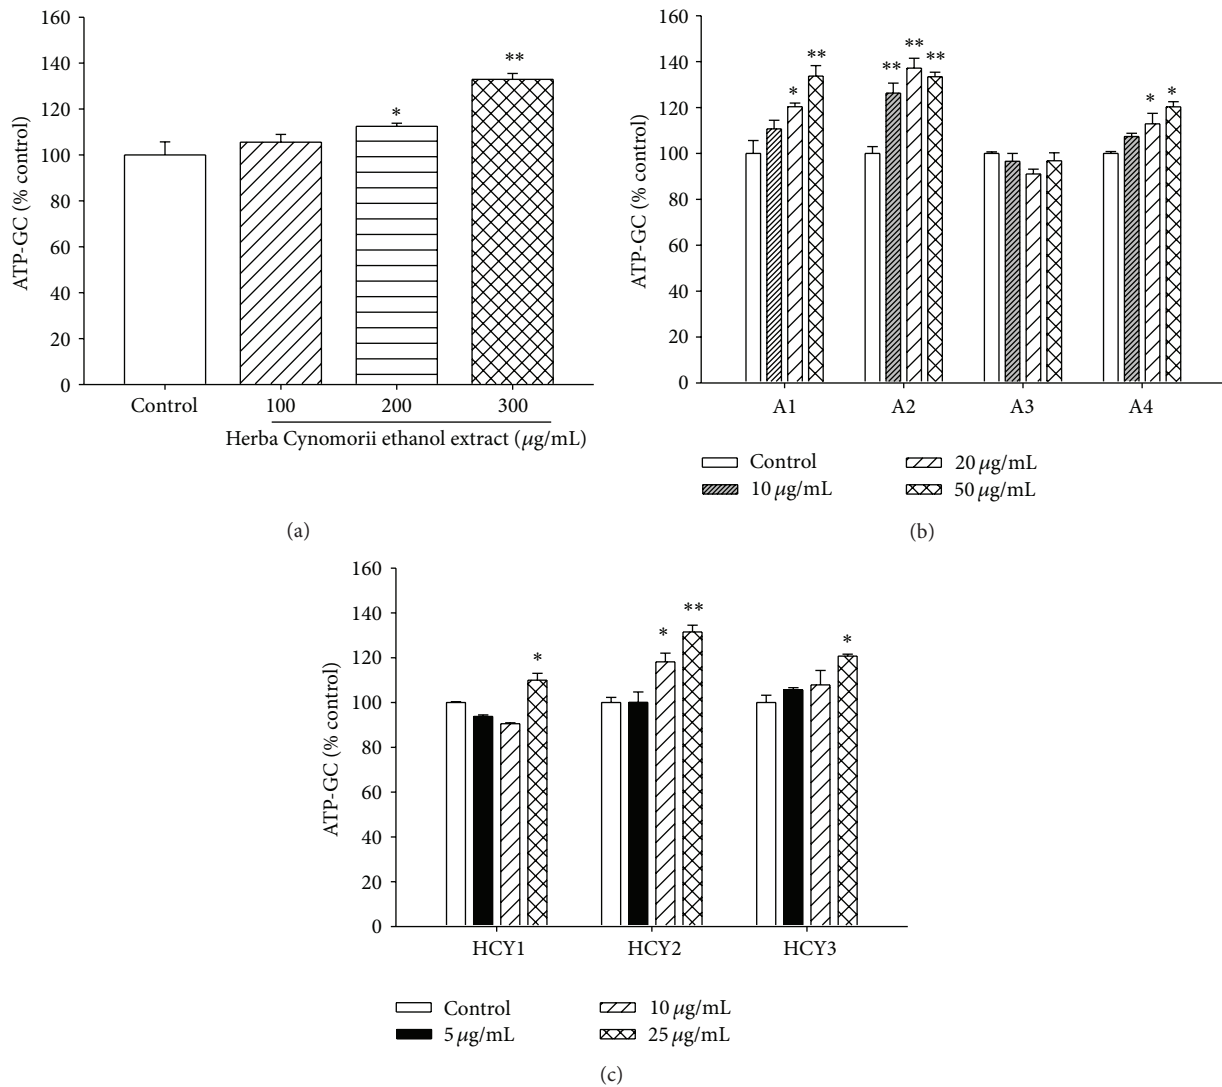 160
140
120
100
80
60
40
20
0
ATP-GC (% control)
*
**
Control 100 200 300
Herba Cynomorii ethanol extract (μg/mL)
(a)
160
140
120
100
80
60
40
20
0
ATP-GC (% control)
* ** ** ** ** * *
A1 A2 A3 A4
Control 20 μg/mL
10 μg/mL 50 μg/mL
(b)
160
140
120
100
80
60
40
20
0
ATP-GC (% control)
* * ** *
HCY1 HCY2 HCY3
Control 10 μg/mL
5 μg/mL 25 μg/mL
(c)